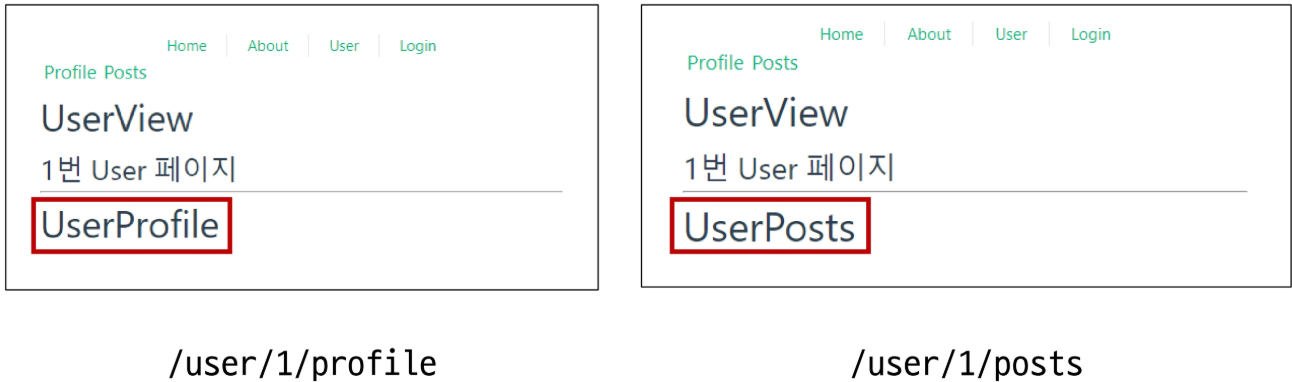 Home About User Login
Profile Posts
UserView
1번 User 페이지
UserProfile
/user/1/profile
Home About User Login
Profile Posts
UserView
1번 User 페이지
UserPosts
/user/1/posts